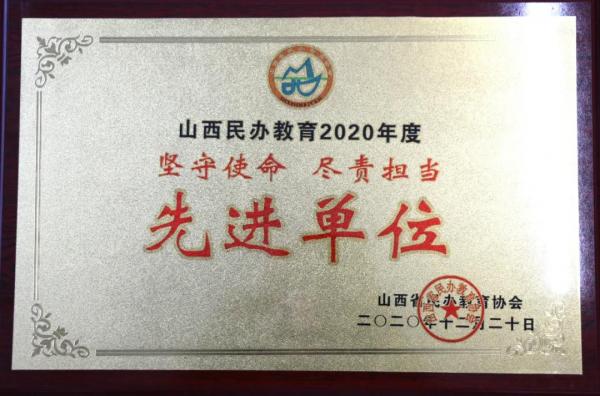 山西民办教育2020年度
坚守使命 尽责担当
先进单位
山西省民办教育协会
二〇二〇年十二月二十日